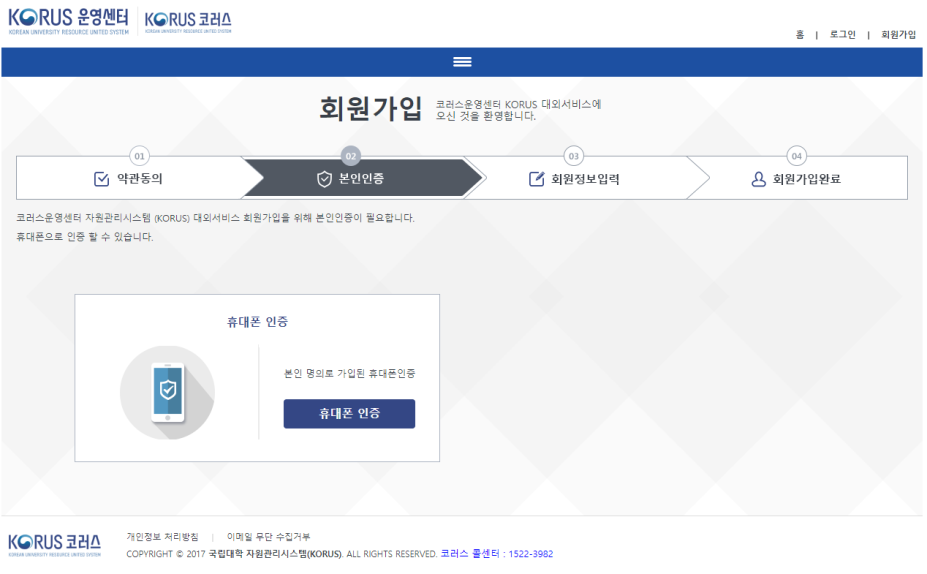 KORUS 운영센터
KOREAN UNIVERSITY RESOURCE UNITED SYSTEM
KORUS 코러스
KOREAN UNIVERSITY RESOURCE UNITED SYSTEM
홈 | 로그인 | 회원가입
회원가입
코러스운영센터 KORUS 대외서비스에
오신 것을 환영합니다.
01
약관동의
02
본인인증
03
회원정보입력
04
회원가입완료
코러스운영센터 자원관리시스템 (KORUS) 대외서비스 회원가입을 위해 본인인증이 필요합니다.
휴대폰으로 인증 할 수 있습니다.
휴대폰 인증
본인 명의로 가입된 휴대폰인증
휴대폰 인증
KORUS 코러스
KOREAN UNIVERSITY RESOURCE UNITED SYSTEM
개인정보 처리방침 | 이메일 무단 수집거부
COPYRIGHT © 2017 국립대학 자원관리시스템(KORUS). ALL RIGHTS RESERVED. 코러스 콜센터 : 1522-3982